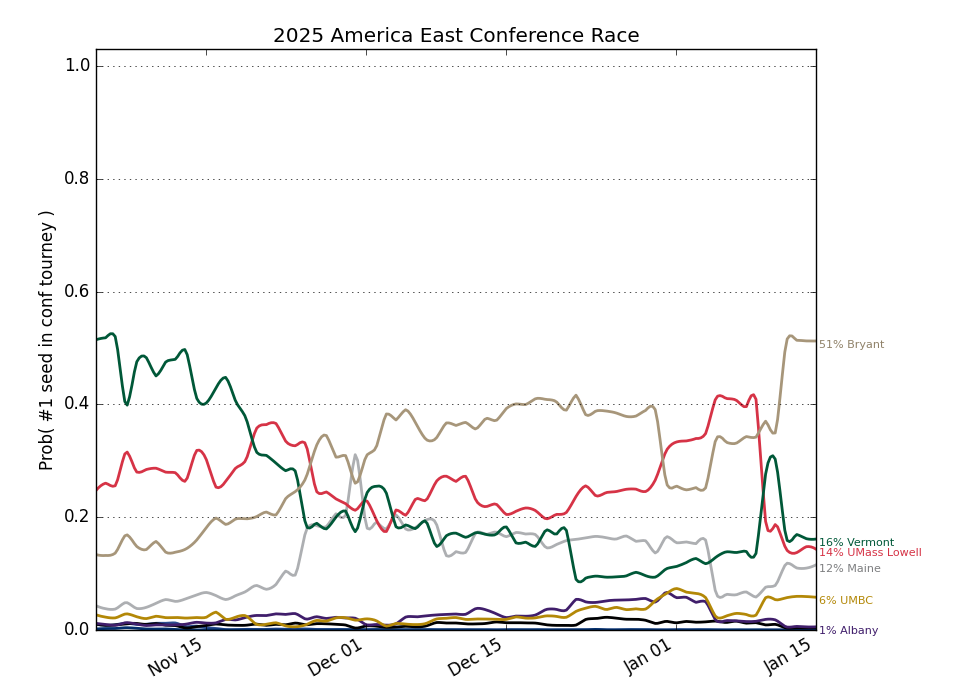 2025 America East Conference Race
Prob( #1 seed in conf tourney )
1.0
0.8
0.6
0.4
0.2
0.0
Nov 15
Dec 01
Dec 15
Jan 01
Jan 15
51% Bryant
16% Vermont
14% UMass Lowell
12% Maine
6% UMBC
1% Albany